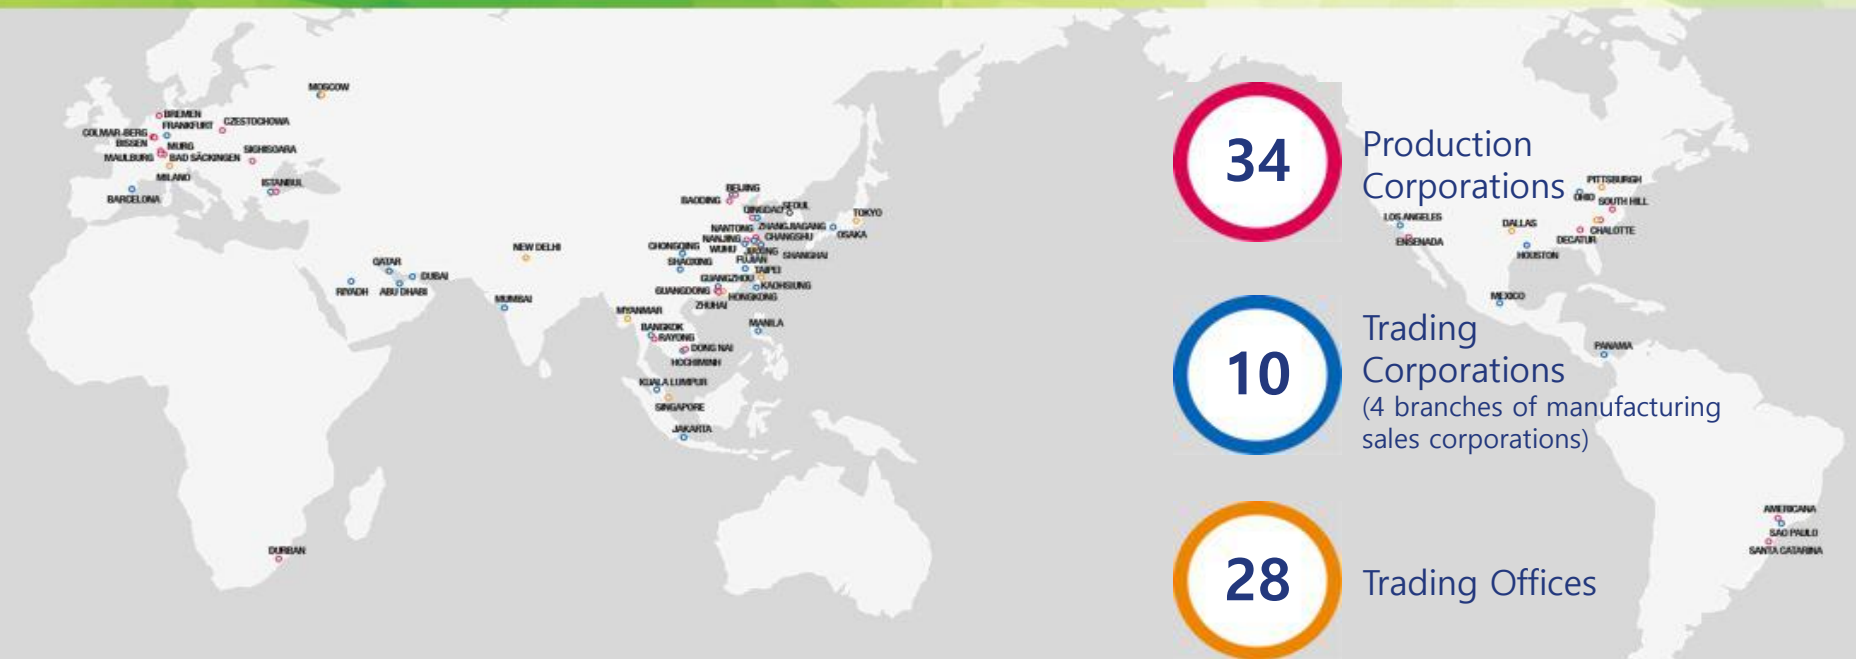 MOSCOW
BREMEN
FRANKFURT
CZESTOCHOWA
COLMAR-BERG
BISSEN
MURG
MAULBURG
BAD SÄCKINGEN
SIGHISOARA
MILANO
ISTANBUL
BARCELONA
QATAR
DUBAI
RIYADH
ABU DHABI
NEW DELHI
MUMBAI
DURBAN
BEIJING
BAODING
QINGDAO
SEOUL
TOKYO
NANTONG
ZHANGJIAGANG
OSAKA
NANJING
CHANGSHU
CHONGQING
WUHU
JIAXING
SHANGHAI
SHAOXING
FUJIAN
TAIPEI
GUANGZHOU
KAOHSIUNG
GUANGDONG
HONGKONG
ZHUHAI
MYANMAR
BANGKOK
MANILA
RAYONG
DONG NAI
HOCHIMINH
KUALA LUMPUR
SINGAPORE
JAKARTA
34
Production
Corporations
10
Trading
Corporations
(4 branches of manufacturing
sales corporations)
28
Trading Offices
PITTSBURGH
OHIO
SOUTH HILL
LOS ANGELES
DALLAS
CHALOTTE
ENSENADA
DECATUR
HOUSTON
MEXICO
PANAMA
AMERICANA
SAO PAULO
SANTA CATARINA